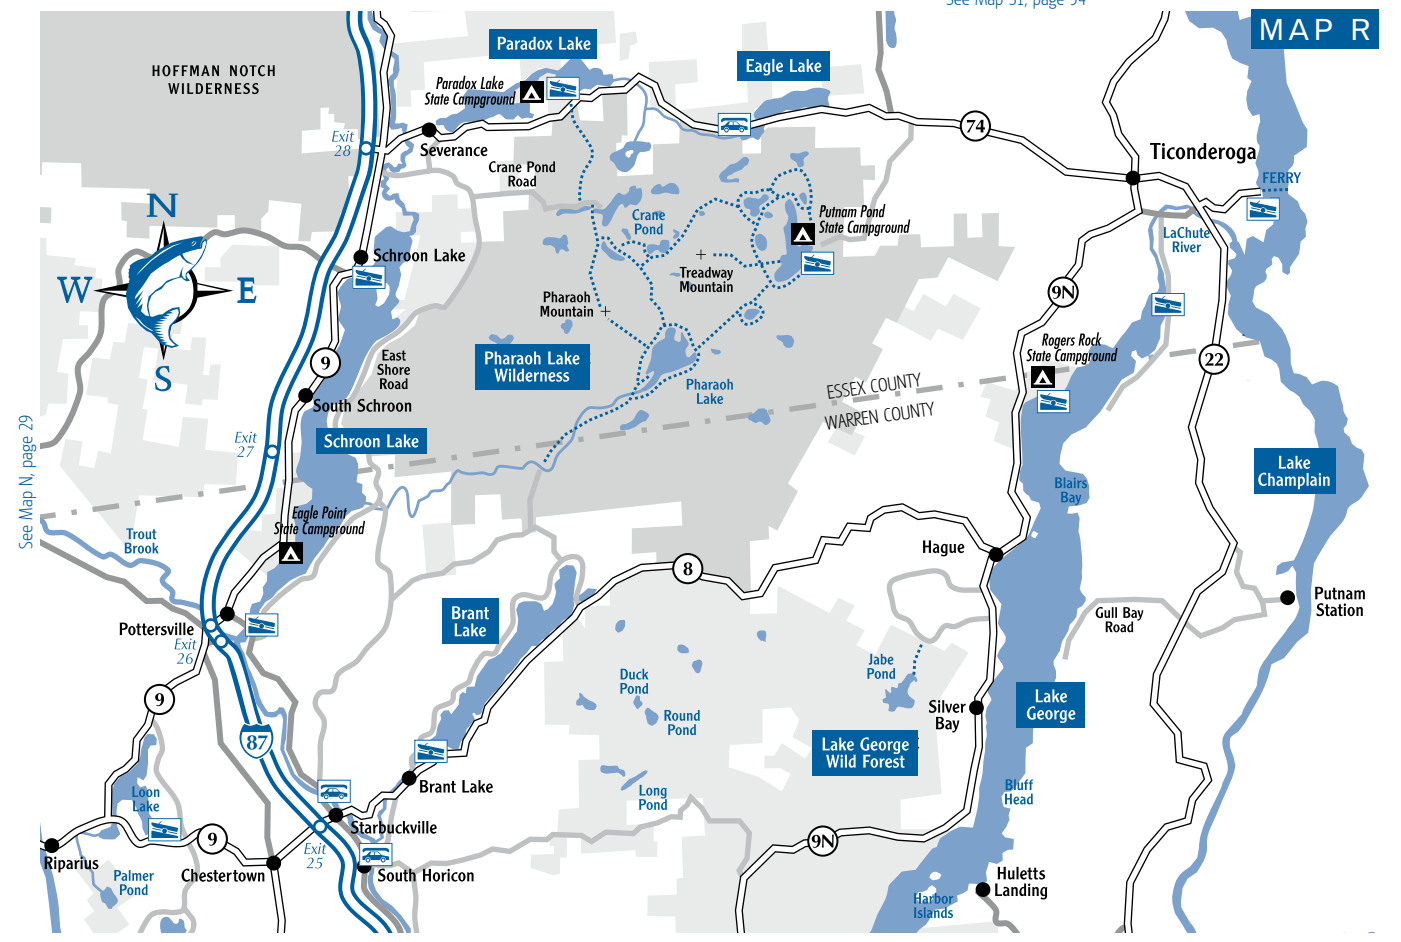 See Map 31, page 34
MAP R
Paradox Lake
Eagle Lake
HOFFMAN NOTCH
WILDERNESS
Paradox Lake
State Campground
Exit
28
Severance
74
Ticonderoga
Crane Pond
Road
FERRY
N
Crane
Pond
Putnam Pond
State Campground
LaChute
River
Schroon Lake
W
E
Treadway
Mountain
9N
Pharaoh
Mountain
S
9
East
Shore
Road
Pharaoh Lake
Wilderness
Rogers Rock
State Campground
22
Pharaoh
Lake
ESSEX COUNTY
WARREN COUNTY
South Schroon
Schroon Lake
Exit
27
See Map N, page 29
Lake
Champlain
Blairs
Bay
Eagle Point
State Campground
Trout
Brook
Hague
8
Brant
Lake
Putnam
Station
Gull Bay
Road
Pottersville
Exit
26
Jabe
Pond
Duck
Pond
Round
Pond
9
Silver
Bay
Lake
George
87
Lake George
Wild Forest
Brant Lake
Long
Pond
Bluff
Head
Loon
Lake
Starbuckville
9
9N
Exit
25
Riparius
Chestertown
South Horicon
Palmer
Pond
Huletts
Landing
Harbor
Islands